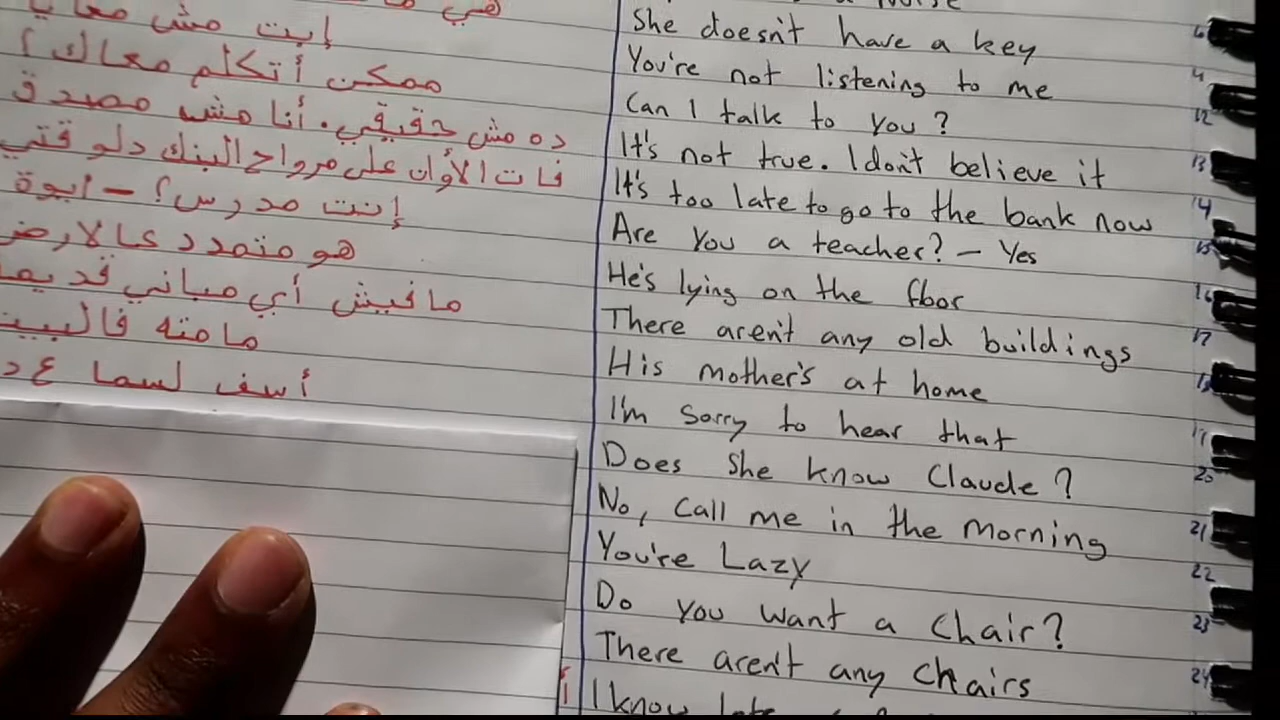 هي
She doesn't have a key
إنت مش معايا
You're not listening to me
ممكن أتكلم معاك؟
Can I talk to you?
ده مش حقيقي. أنا مش مصدق
It's not true. I don't believe it
فات الأوان على مرواح البنك دلوقتي
It's too late to go to the bank now
إنت مدرس؟ - ايوة
Are you a teacher? - Yes
هو متمدد عالارض
He's lying on the floor
مافيش أي مباني قديمة
There aren't any old buildings
مامته فالبيت
His mother's at home
أسف لسما ع د
I'm sorry to hear that
Does she know Claude?
No, call me in the morning
You're Lazy
Do you want a chair?
There aren't any chairs
I know